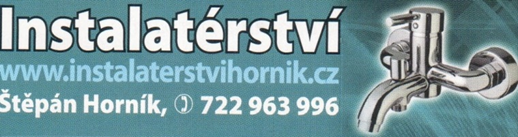 Instalatérství
www.instalaterstvihornik.cz
Štěpán Horník, ✆ 722 963 996